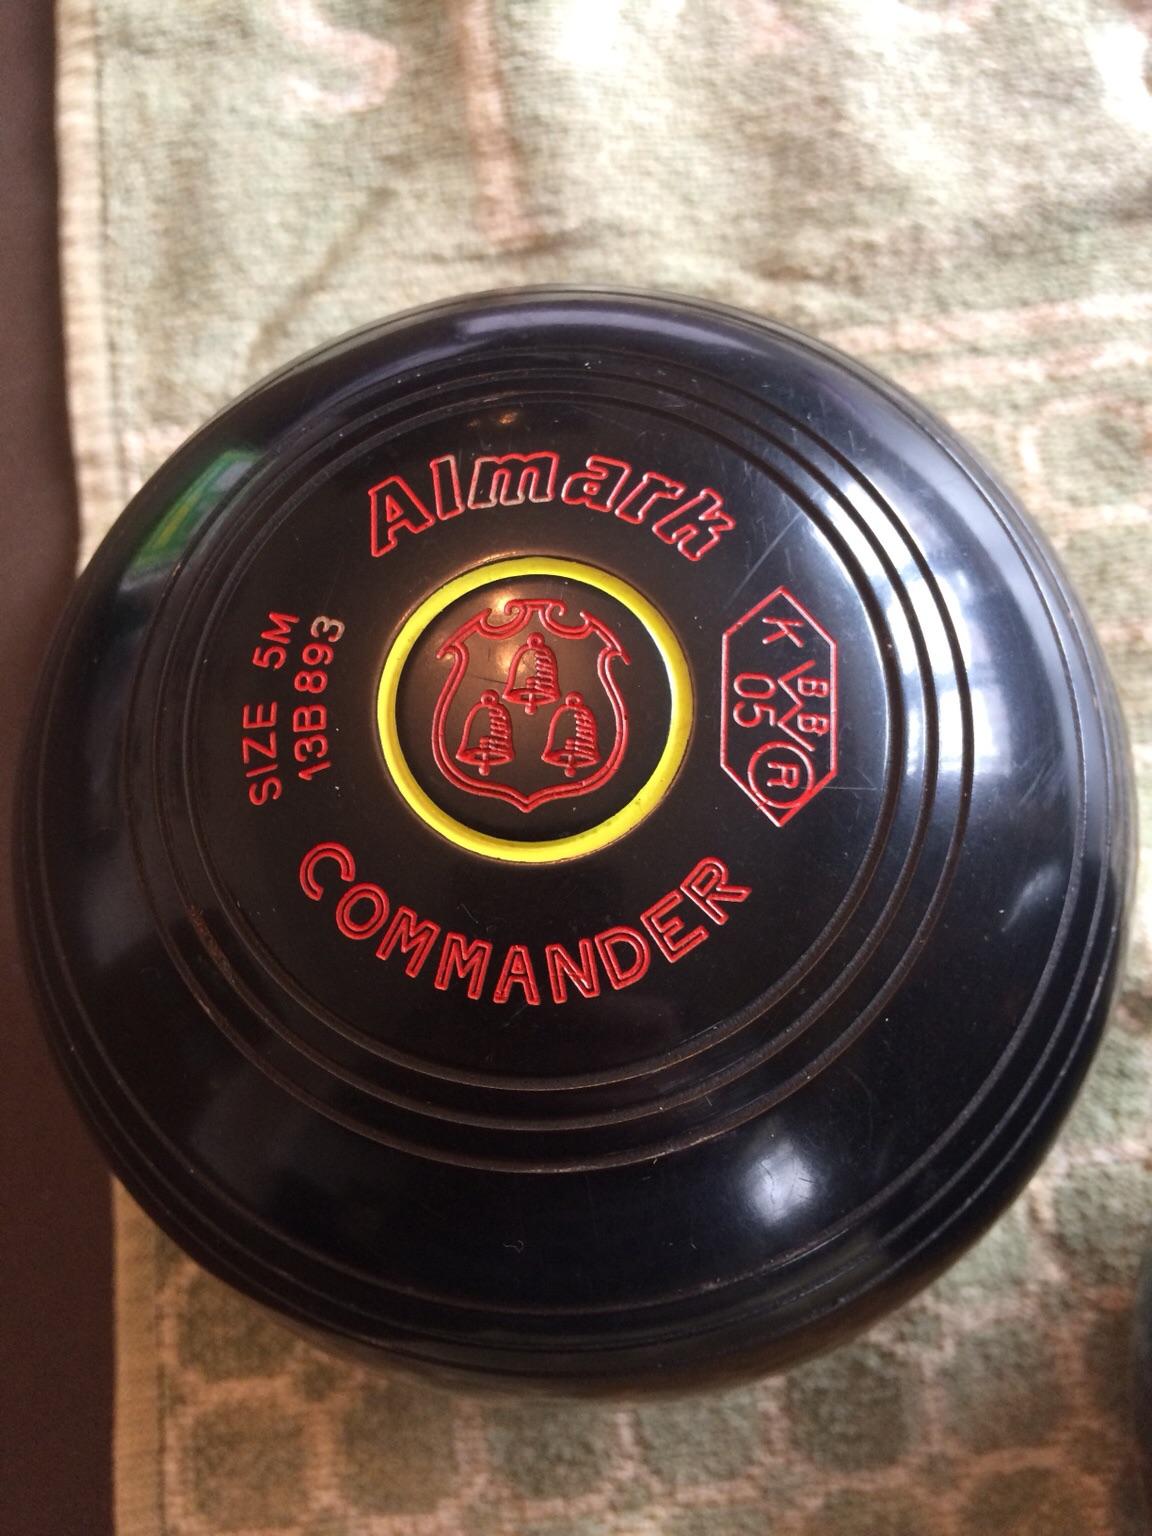 Almark
SIZE 5M
13B 893
K
BB
05
R
COMMANDER